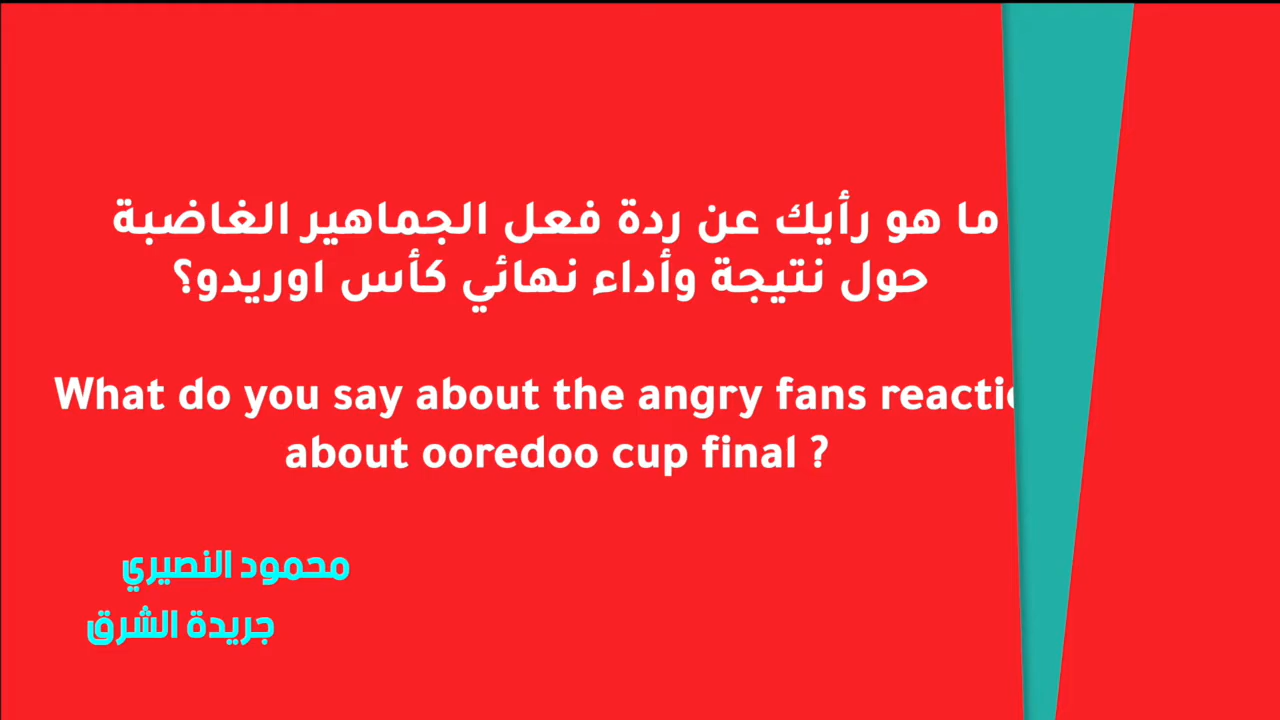 ما هو رأيك عن ردة فعل الجماهير الغاضبة
حول نتيجة وأداء نهائي كأس اوريدو؟
What do you say about the angry fans
about ooredoo cup final ?
محمود النصيري
جريدة الشرق